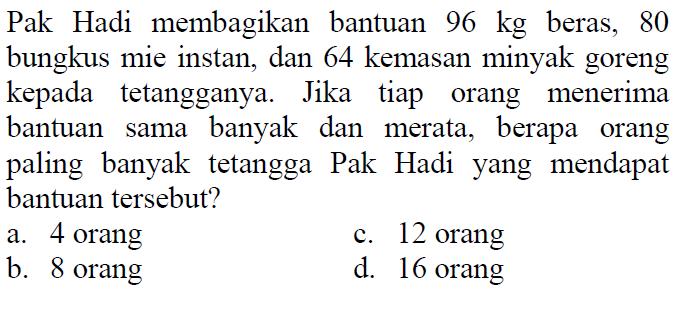 Pak Hadi membagikan bantuan 96 kg beras, 80
bungkus mie instan, dan 64 kemasan minyak goreng
kepada tetangganya. Jika tiap orang menerima
bantuan sama banyak dan merata, berapa orang
paling banyak tetangga Pak Hadi yang mendapat
bantuan tersebut?
a. 4 orang c. 12 orang
b. 8 orang d. 16 orang